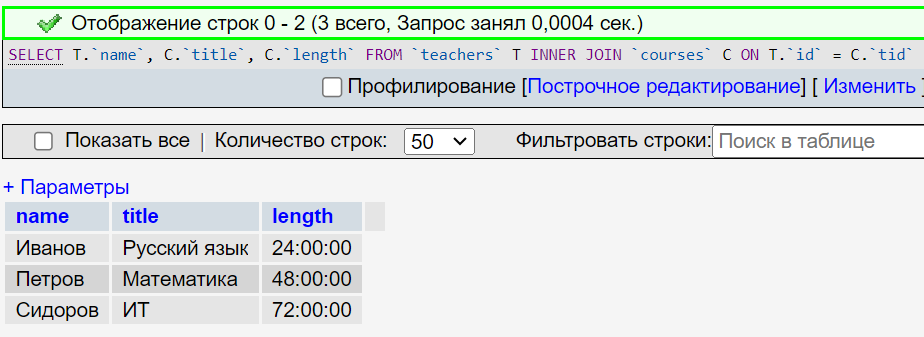 Отображение строк 0 - 2 (3 всего, Запрос занял 0,0004 сек.)
SELECT T.`name`, C.`title`, C.`length` FROM `teachers` T INNER JOIN `courses` C ON T.`id` = C.`tid`
Профилирование [Построчное редактирование] [ Изменить ]
Показать все | Количество строк: 50 Фильтровать строки: Поиск в таблице
+ Параметры
name title length
Иванов Русский язык 24:00:00
Петров Математика 48:00:00
Сидоров ИТ 72:00:00